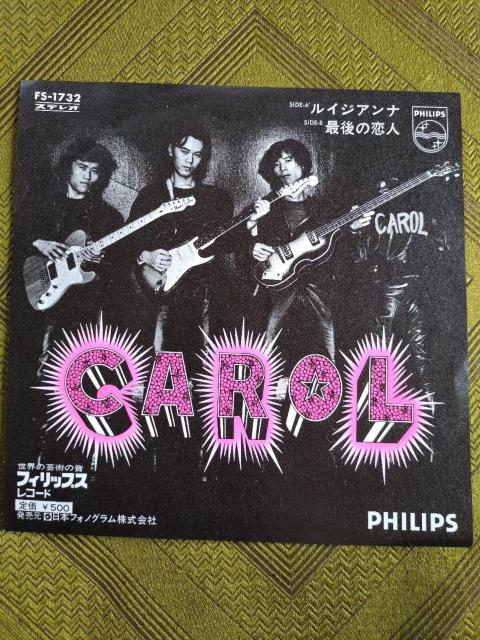 FS-1732
ステレオ
SIDE-A ルイジアンナ
SIDE-B 最後の恋人
PHILIPS
CAROL
CAROL
世界の芸術の音
フィリップス
レコード
定価 ¥500
発売元 日本フォノグラム株式会社
PHILIPS